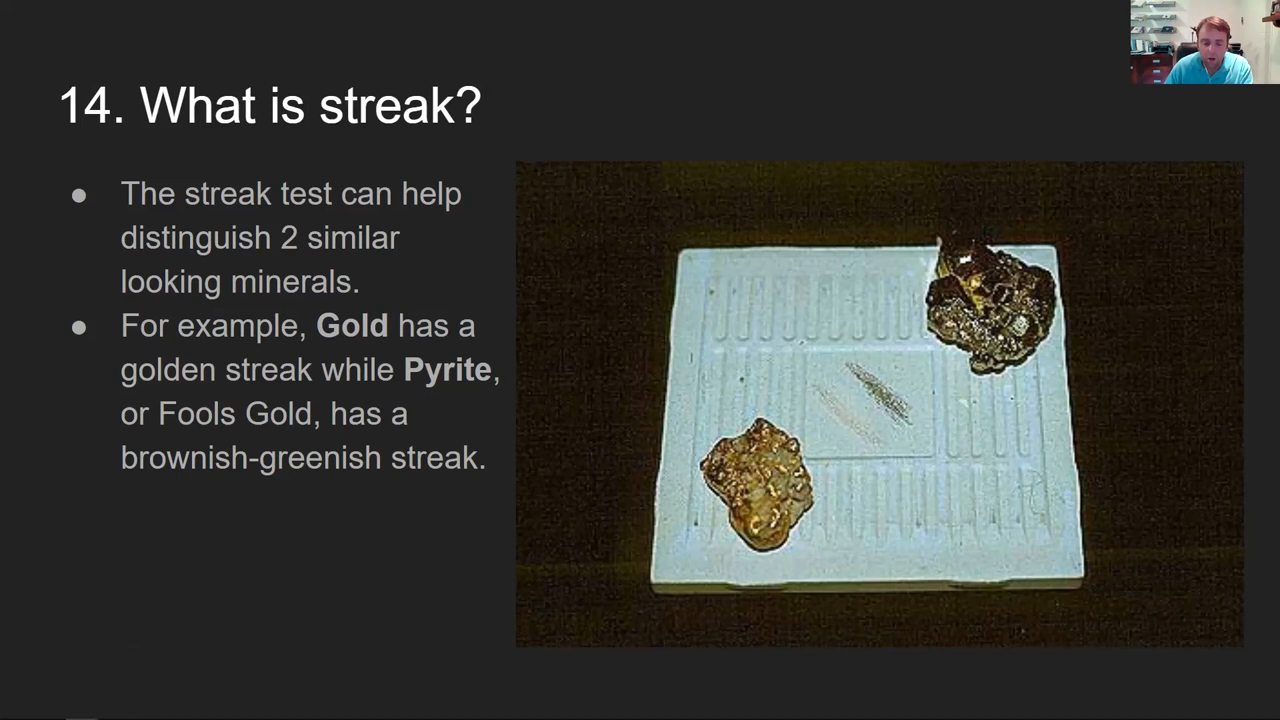 14. What is streak?
● The streak test can help
distinguish 2 similar
looking minerals.
● For example, Gold has a
golden streak while Pyrite,
or Fools Gold, has a
brownish-greenish streak.